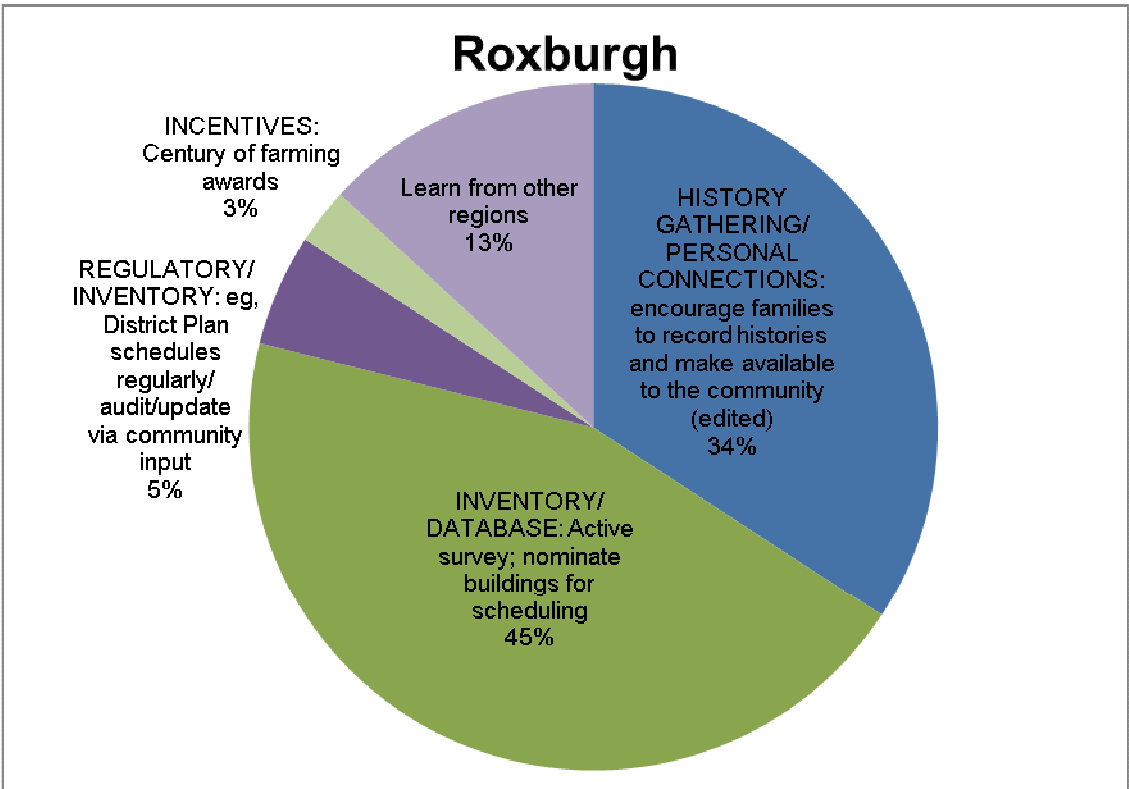 Roxburgh
INCENTIVES:
Century of farming
awards
3%
Learn from other
regions
13%
HISTORY
GATHERING/
PERSONAL
CONNECTIONS:
encourage families
to record histories
and make available
to the community
(edited)
34%
REGULATORY/
INVENTORY: eg,
District Plan
schedules
regularly/
audit/update
via community
input
5%
INVENTORY/
DATABASE: Active
survey; nominate
buildings for
scheduling
45%